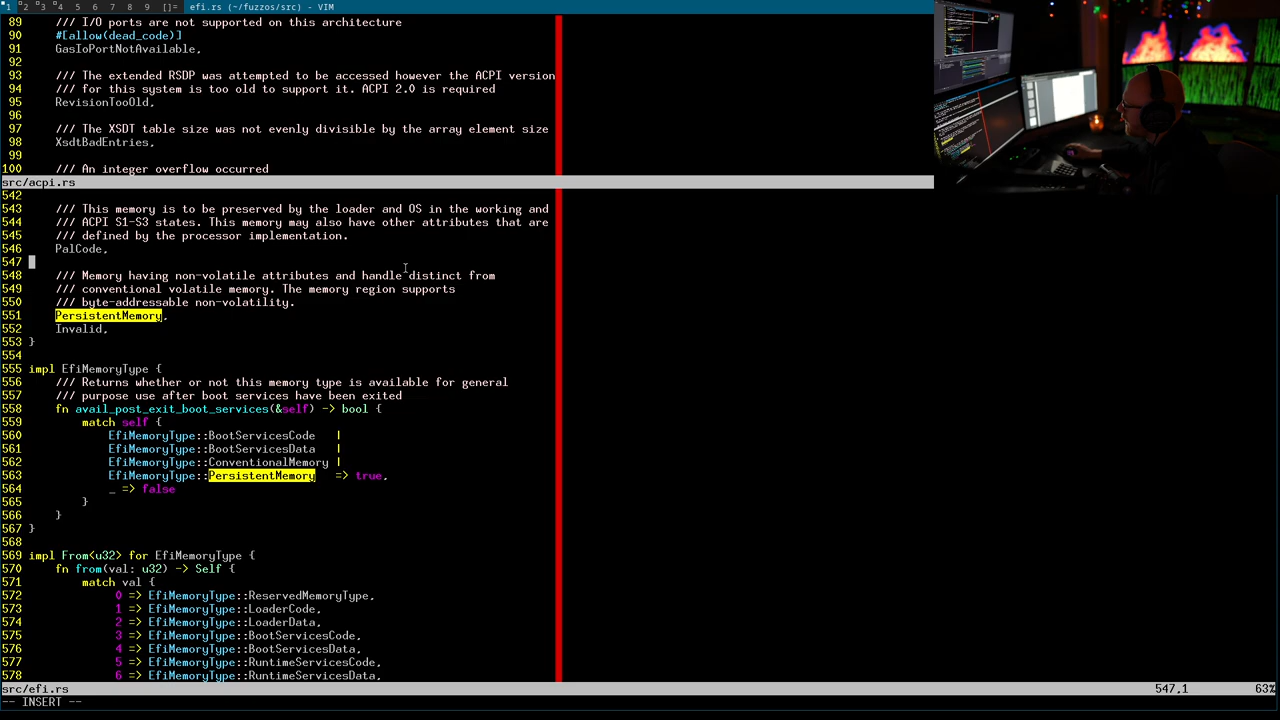 1 2 3 4 5 6 7 8 9 []= efi.rs (~/fuzzos/src) - VIM
89 /// I/O ports are not supported on this architecture
90 #[allow(dead_code)]
91 GasIoPortNotAvailable,
92
93 /// The extended RSDP was attempted to be accessed however the ACPI version
94 /// for this system is too old to support it. ACPI 2.0 is required
95 RevisionTooOld,
96
97 /// The XSDT table size was not evenly divisible by the array element size
98 XsdtBadEntries,
99
100 /// An integer overflow occurred
src/acpi.rs
542
543 /// This memory is to be preserved by the loader and OS in the working and
544 /// ACPI S1-S3 states. This memory may also have other attributes that are
545 /// defined by the processor implementation.
546 PalCode,
547
548 /// Memory having non-volatile attributes and handle distinct from
549 /// conventional volatile memory. The memory region supports
550 /// byte-addressable non-volatility.
551 PersistentMemory,
552 Invalid,
553 }
554
555 impl EfiMemoryType {
556 /// Returns whether or not this memory type is available for general
557 /// purpose use after boot services have been exited
558 fn avail_post_exit_boot_services(&self) -> bool {
559 match self {
560 EfiMemoryType::BootServicesCode |
561 EfiMemoryType::BootServicesData |
562 EfiMemoryType::ConventionalMemory |
563 EfiMemoryType::PersistentMemory => true,
564 _ => false
565 }
566 }
567 }
568
569 impl From<u32> for EfiMemoryType {
570 fn from(val: u32) -> Self {
571 match val {
572 0 => EfiMemoryType::ReservedMemoryType,
573 1 => EfiMemoryType::LoaderCode,
574 2 => EfiMemoryType::LoaderData,
575 3 => EfiMemoryType::BootServicesCode,
576 4 => EfiMemoryType::BootServicesData,
577 5 => EfiMemoryType::RuntimeServicesCode,
578 6 => EfiMemoryType::RuntimeServicesData,
src/efi.rs 547,1 63%
-- INSERT --